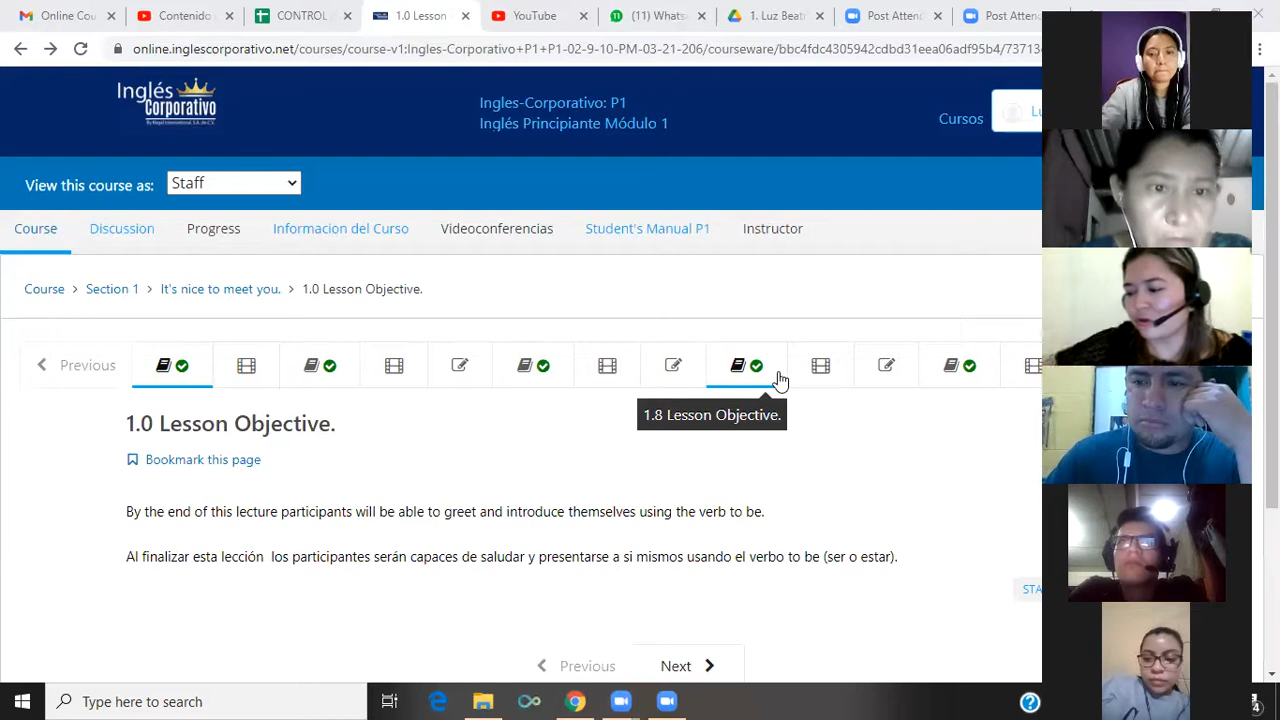 Online Cou
Contenido
CONTROL
1.0 Lesson
YouTube
(11) Whats
1. Luz Beat
Post Attend
Post Attend
online.inglescorporativo.net/courses/course-v1:Ingles-Corporativo+P1+P1-02-9-10-PM-03-21-206/courseware/bbc4fdc4305942cdbd31eea06adf95b4/73713
Inglés
Corporativo
Ingles-Corporativo: P1
Inglés Principiante Módulo 1
Cursos
View this course as:
Staff
Course
Discussion
Progress
Informacion del Curso
Videoconferencias
Student's Manual P1
Instructor
Course > Section 1 > It's nice to meet you. > 1.0 Lesson Objective.
Previous
1.8 Lesson Objective.
1.0 Lesson Objective.
Bookmark this page
By the end of this lecture participants will be able to greet and introduce themselves using the verb to be.
Al finalizar esta lección los participantes serán capaces de saludar y presentarse a si mismos usando el verbo to be (ser o estar).
STA
Previous
Next
Type here to search